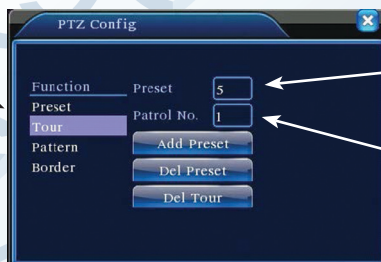 PTZ Config
Function
Preset
Tour
Pattern
Border
Preset 5
Patrol No. 1
Add Preset
Del Preset
Del Tour